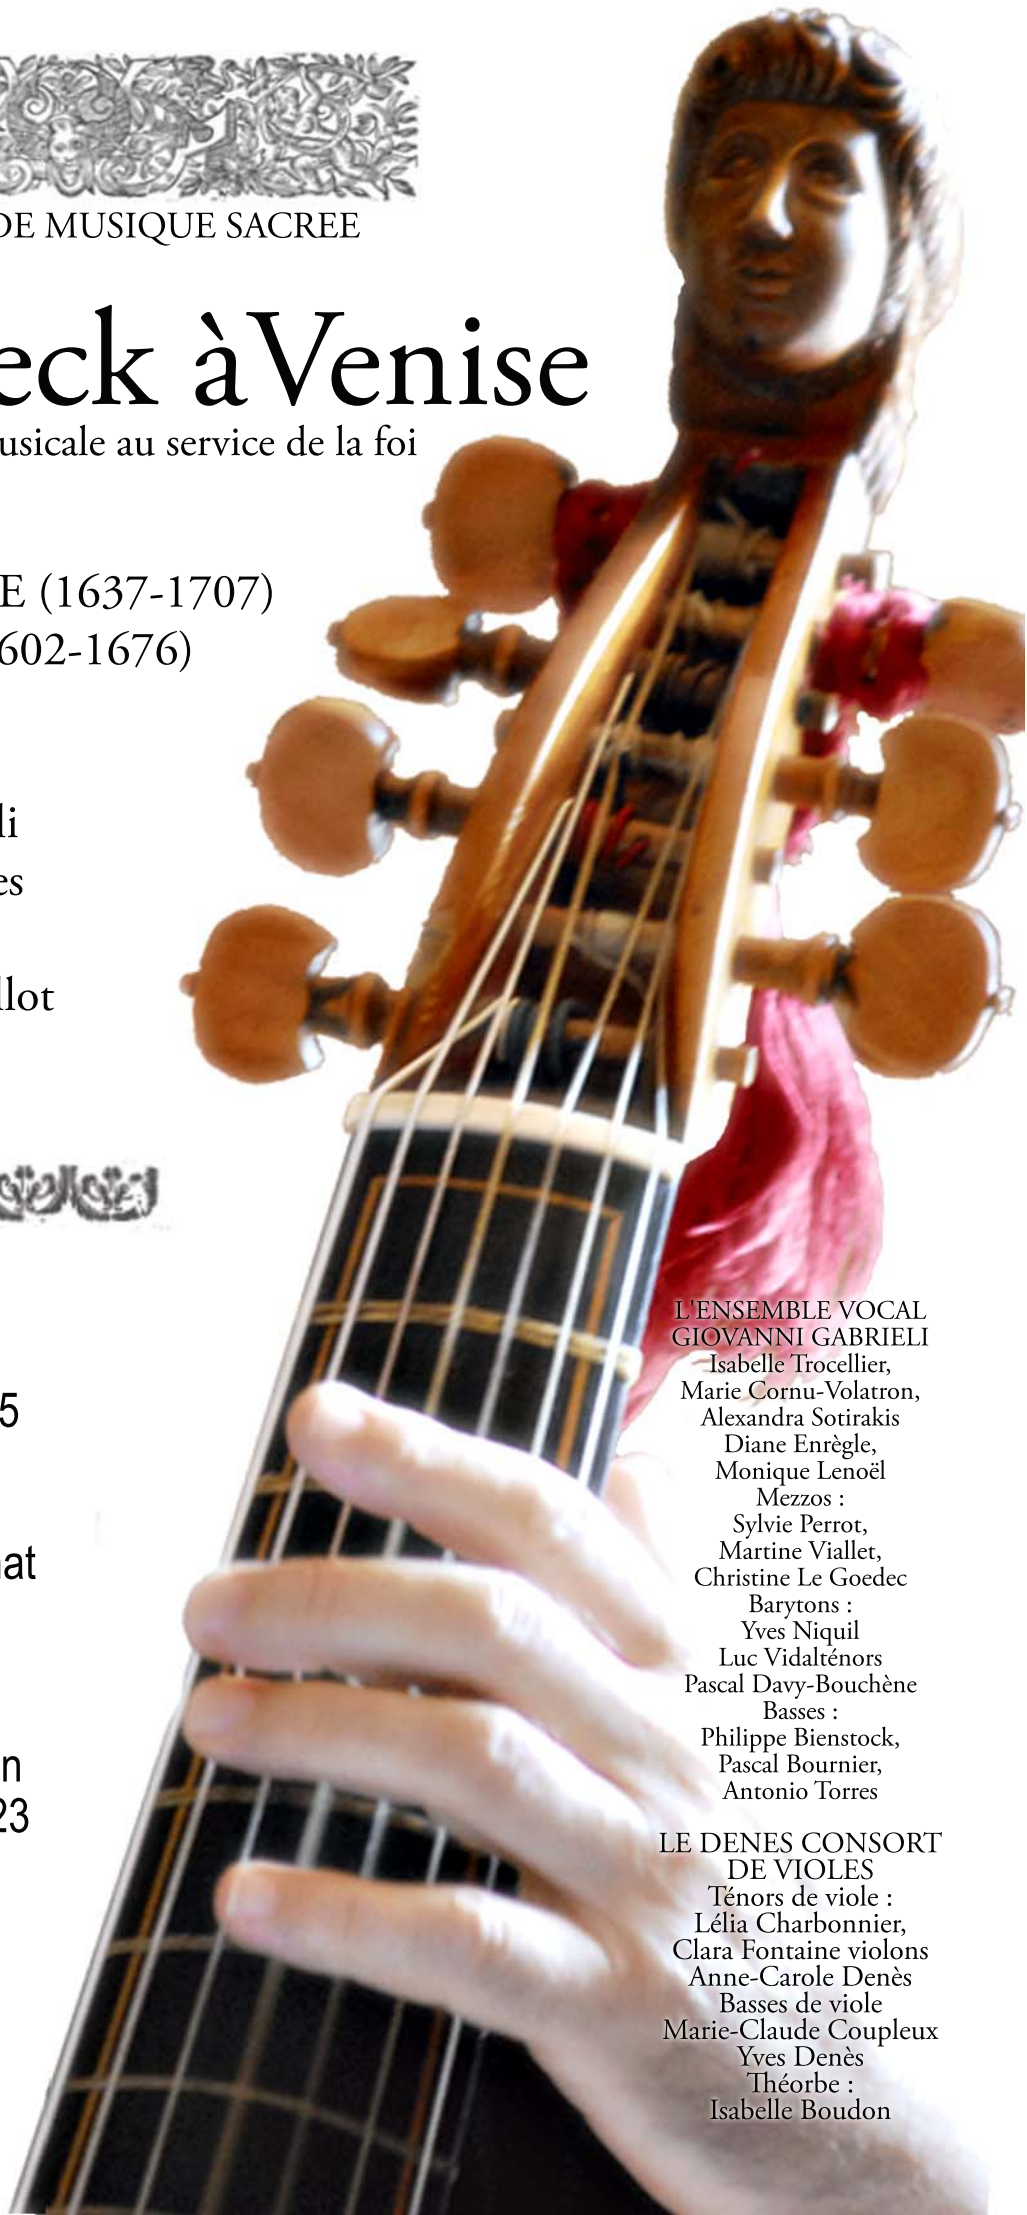 DE MUSIQUE SACREE
eck àVenise
usicale au service de la foi
E (1637-1707)
602-1676)
li
es
llot
5
nat
n
23
L'ENSEMBLE VOCAL
GIOVANNI GABRIELI
Isabelle Trocellier,
Marie Cornu-Volatron,
Alexandra Sotirakis
Diane Enrègle,
Monique Lenoël
Mezzos :
Sylvie Perrot,
Martine Viallet,
Christine Le Goedec
Barytons :
Yves Niquil
Luc Vidalténors
Pascal Davy-Bouchène
Basses :
Philippe Bienstock,
Pascal Bournier,
Antonio Torres
LE DENES CONSORT
DE VIOLES
Ténors de viole :
Lélia Charbonnier,
Clara Fontaine violons
Anne-Carole Denès
Basses de viole
Marie-Claude Coupleux
Yves Denès
Théorbe :
Isabelle Boudon